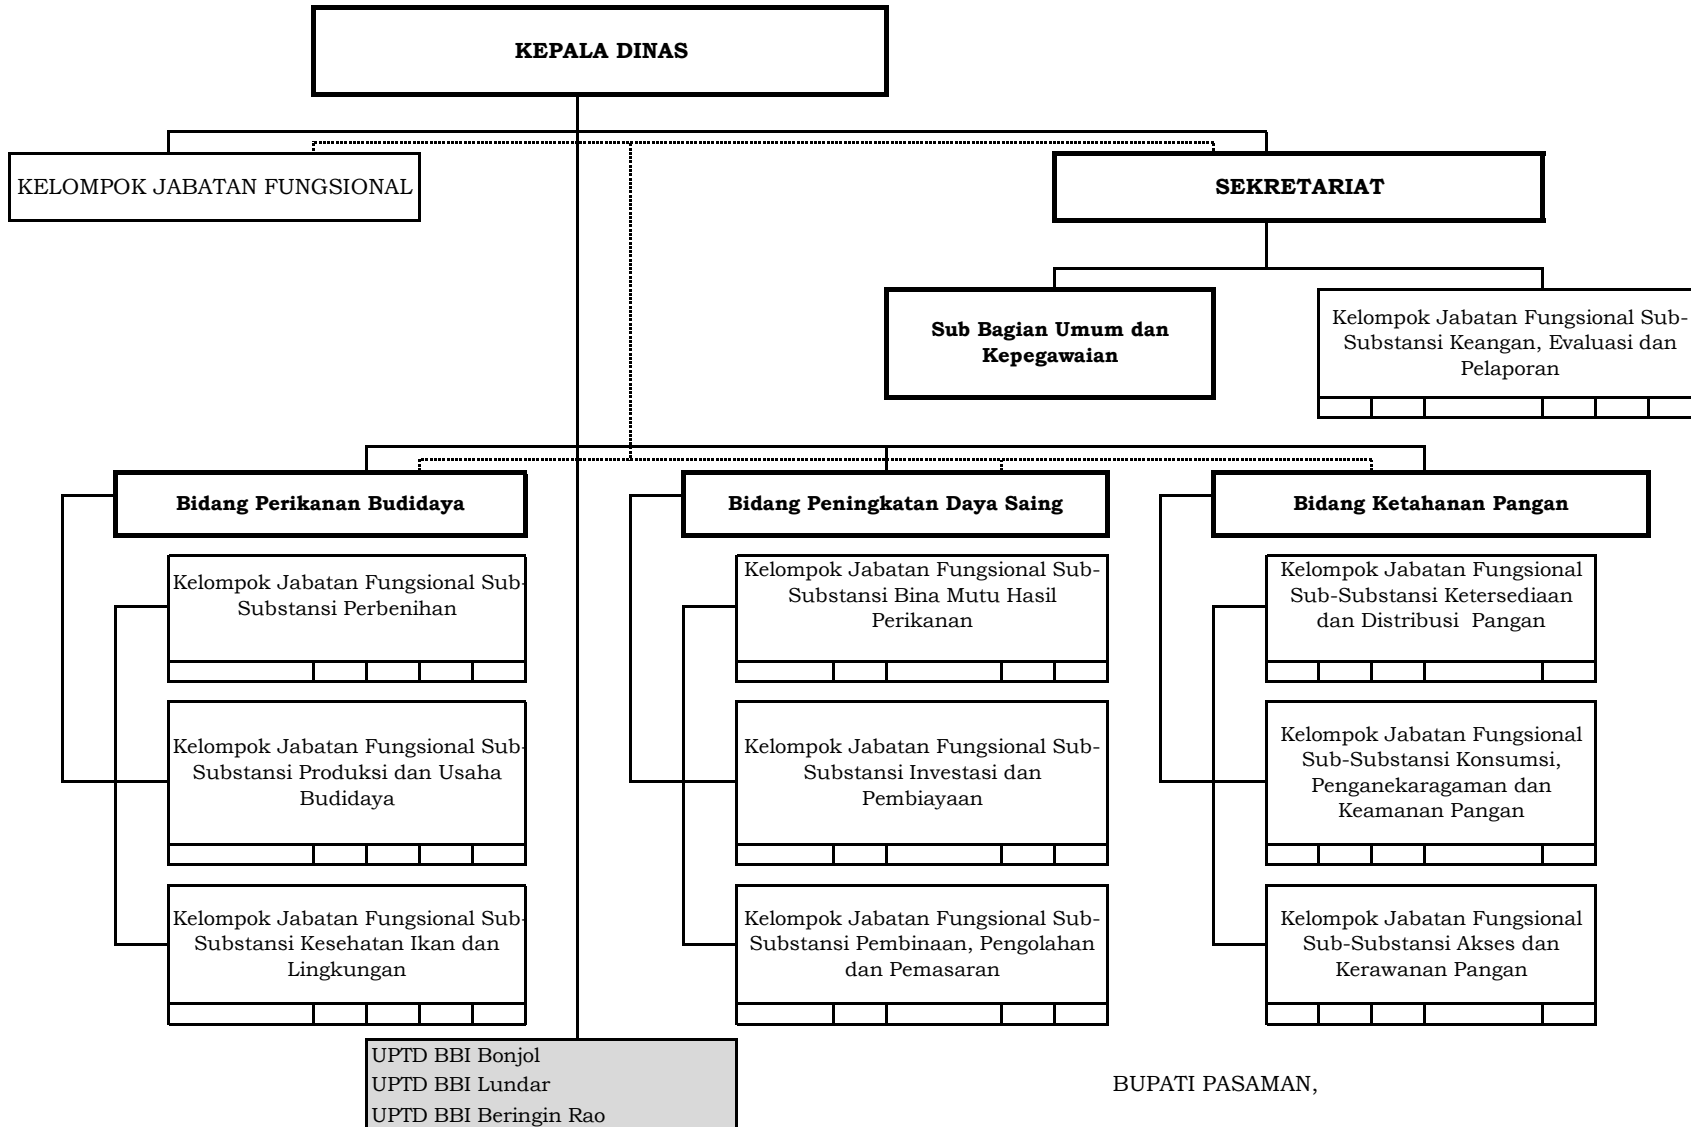 KEPALA DINAS
KELOMPOK JABATAN FUNGSIONAL
SEKRETARIAT
Sub Bagian Umum dan
Kepegawaian
Kelompok Jabatan Fungsional Sub-
Substansi Keangan, Evaluasi dan
Pelaporan
Bidang Perikanan Budidaya
Bidang Peningkatan Daya Saing
Bidang Ketahanan Pangan
Kelompok Jabatan Fungsional Sub-
Substansi Perbenihan
Kelompok Jabatan Fungsional Sub-
Substansi Bina Mutu Hasil
Perikanan
Kelompok Jabatan Fungsional
Sub-Substansi Ketersediaan
dan Distribusi  Pangan
Kelompok Jabatan Fungsional Sub-
Substansi Produksi dan Usaha
Budidaya
Kelompok Jabatan Fungsional Sub-
Substansi Investasi dan
Pembiayaan
Kelompok Jabatan Fungsional
Sub-Substansi Konsumsi,
Penganekaragaman dan
Keamanan Pangan
Kelompok Jabatan Fungsional Sub-
Substansi Kesehatan Ikan dan
Lingkungan
Kelompok Jabatan Fungsional Sub-
Substansi Pembinaan, Pengolahan
dan Pemasaran
Kelompok Jabatan Fungsional
Sub-Substansi Akses dan
Kerawanan Pangan
UPTD BBI Bonjol
UPTD BBI Lundar
UPTD BBI Beringin Rao
BUPATI PASAMAN,